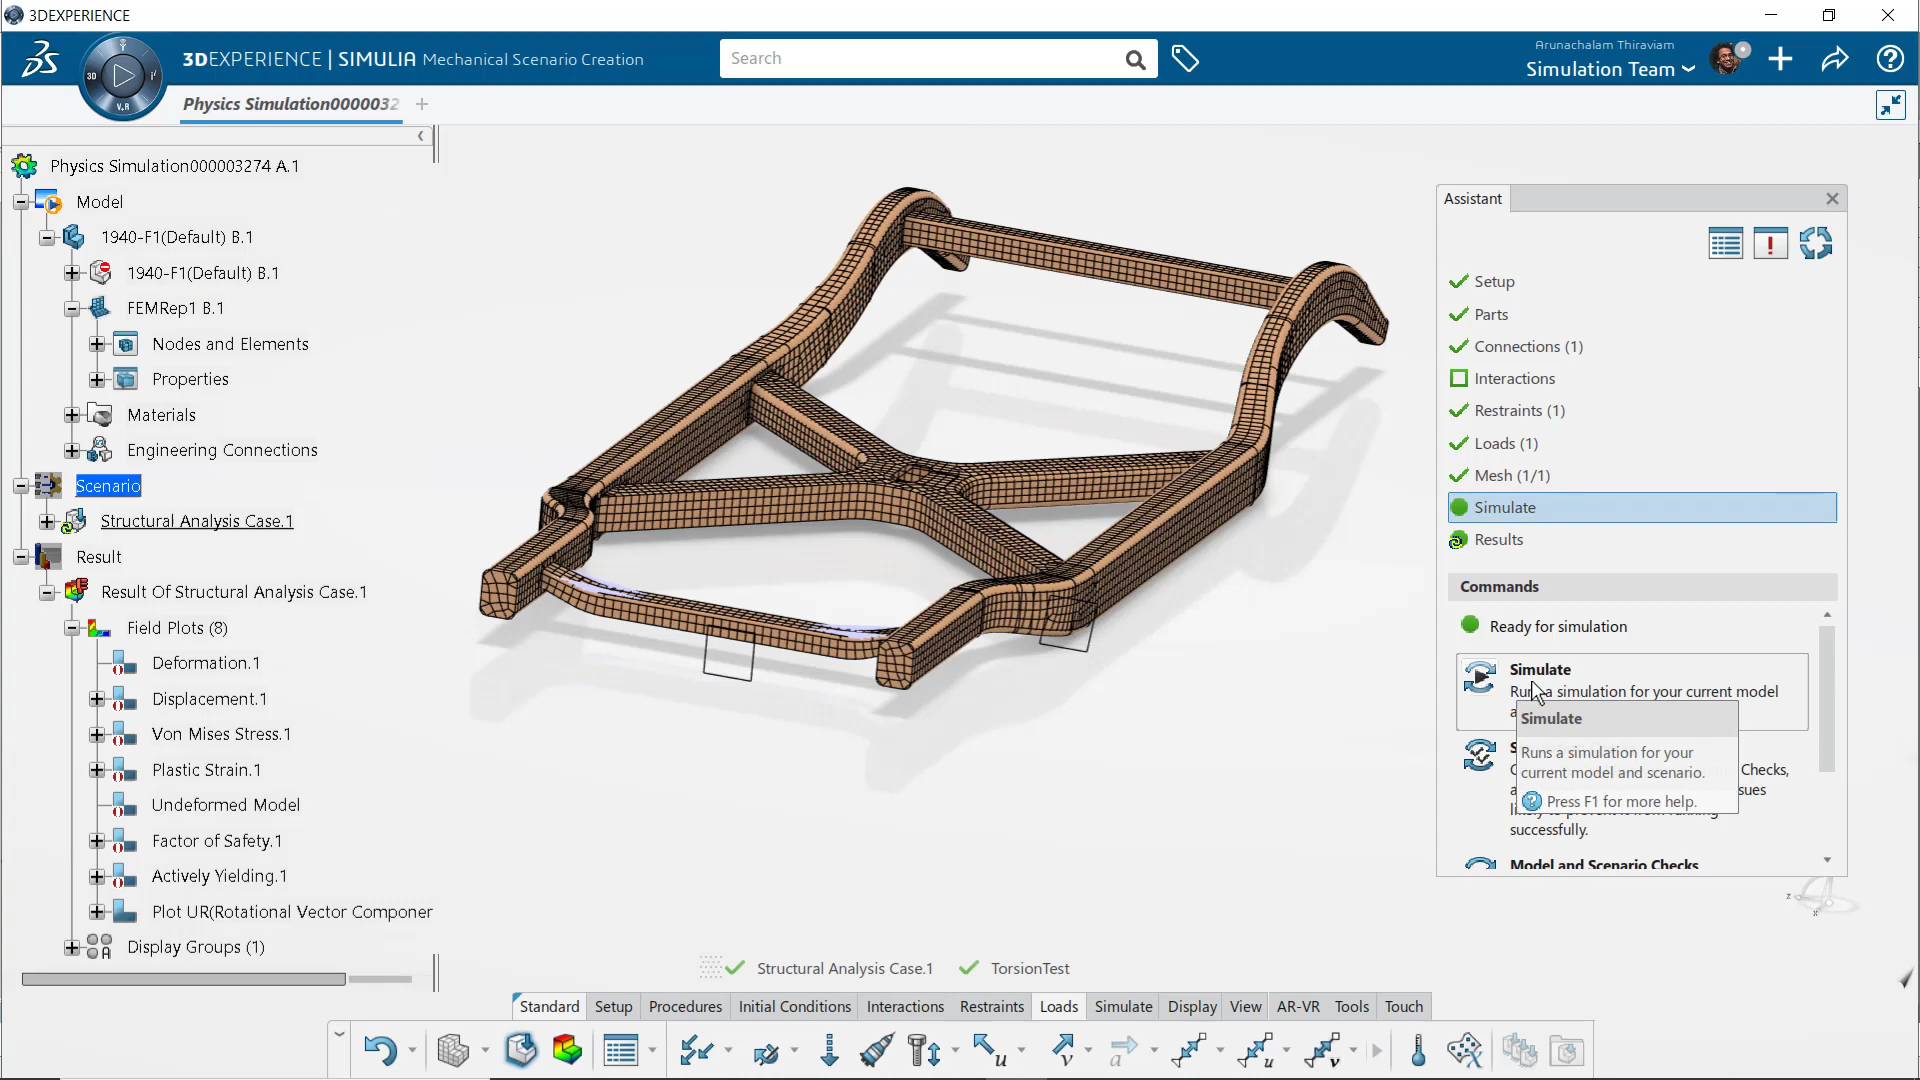 3DEXPERIENCE
3DEXPERIENCE | SIMULIA Mechanical Scenario Creation
Search
Arunachalam Thiraviam
Simulation Team
3D
V.R
Physics Simulation0000032
Physics Simulation000003274 A.1
Model
1940-F1(Default) B.1
1940-F1(Default) B.1
FEMRep1 B.1
Nodes and Elements
Properties
Materials
Engineering Connections
Scenario
Structural Analysis Case.1
Result
Result Of Structural Analysis Case.1
Field Plots (8)
Deformation.1
Displacement.1
Von Mises Stress.1
Plastic Strain.1
Undeformed Model
Factor of Safety.1
Actively Yielding.1
Plot UR(Rotational Vector Componer
Display Groups (1)
Assistant
Setup
Parts
Connections (1)
Interactions
Restraints (1)
Loads (1)
Mesh (1/1)
Simulate
Results
Commands
Ready for simulation
Simulate
Runs a simulation for your current model
Simulate
Runs a simulation for your
current model and scenario.
Press F1 for more help.
Checks,
successfully.
Model and Scenario Checks
z
x
Structural Analysis Case.1
TorsionTest
Standard Setup Procedures Initial Conditions Interactions Restraints Loads Simulate Display View AR-VR Tools Touch
u v a u v